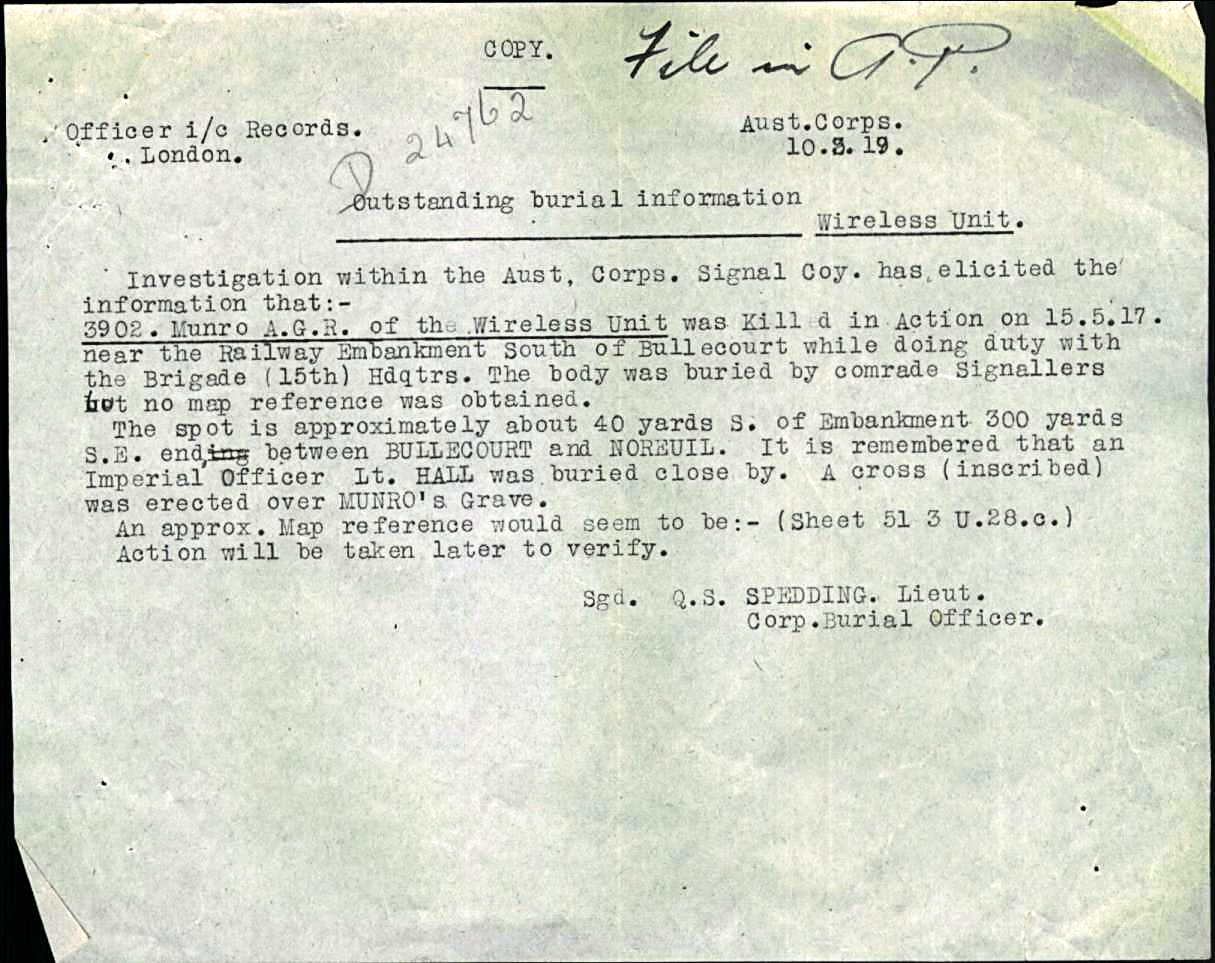 COPY.
File in A.P.
24762
Officer i/c Records.
London.
Aust.Corps.
10.3.19.
D
Outstanding burial information
Wireless Unit.
Investigation within the Aust, Corps. Signal Coy. has elicited the
information that:-
3902. Munro A.G.R. of the Wireless Unit was Killed in Action on 15.5.17.
near the Railway Embankment South of Bullecourt while doing duty with
the Brigade (15th) Hdqtrs. The body was buried by comrade Signallers
but no map reference was obtained.
The spot is approximately about 40 yards S. of Embankment 300 yards
S.E. ending between BULLECOURT and NOREUIL. It is remembered that an
Imperial Officer Lt. HALL was buried close by. A cross (inscribed)
was erected over MUNRO's Grave.
An approx. Map reference would seem to be:- (Sheet 51 3 U.28.c.)
Action will be taken later to verify.
Sgd. Q.S. SPEDDING. Lieut.
Corp.Burial Officer.